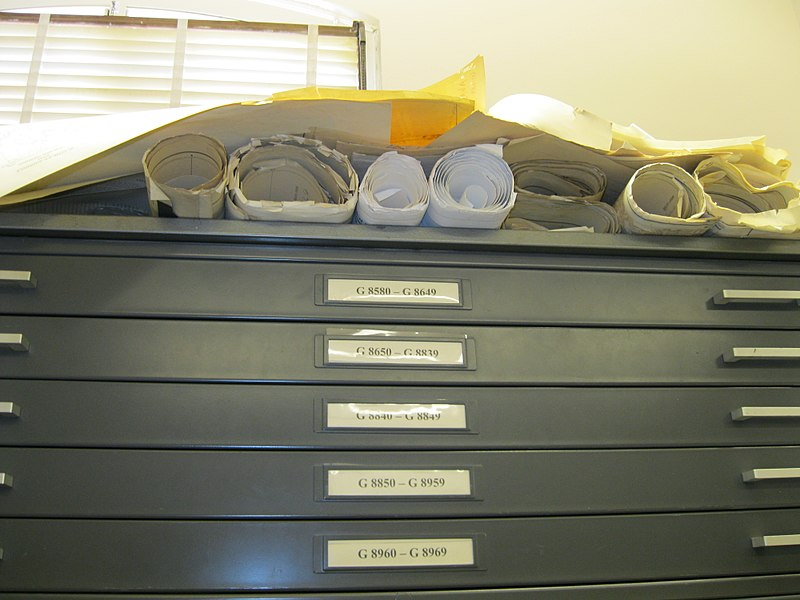 G 8580 – G 8649
G 8650 – G 8839
G 8840 – G 8849
G 8850 – G 8959
G 8960 – G 8969